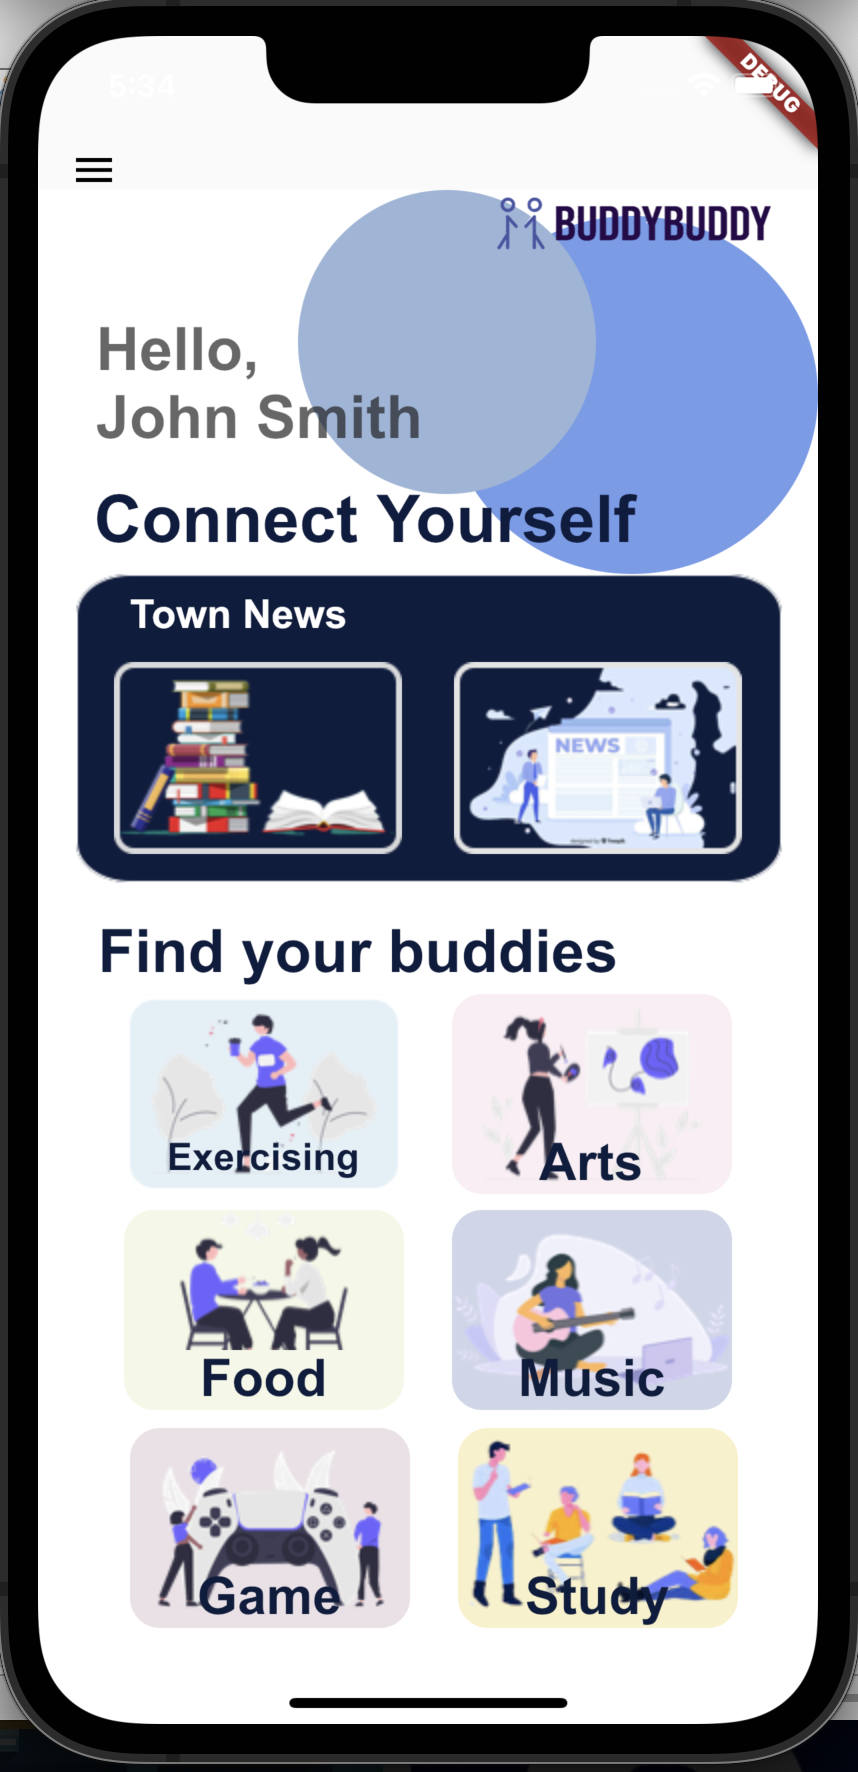 5:34
DEBUG
BUDDYBUDDY
Hello,
John Smith
Connect Yourself
Town News
NEWS
Find your buddies
Exercising
Arts
Food
Music
Game
Study